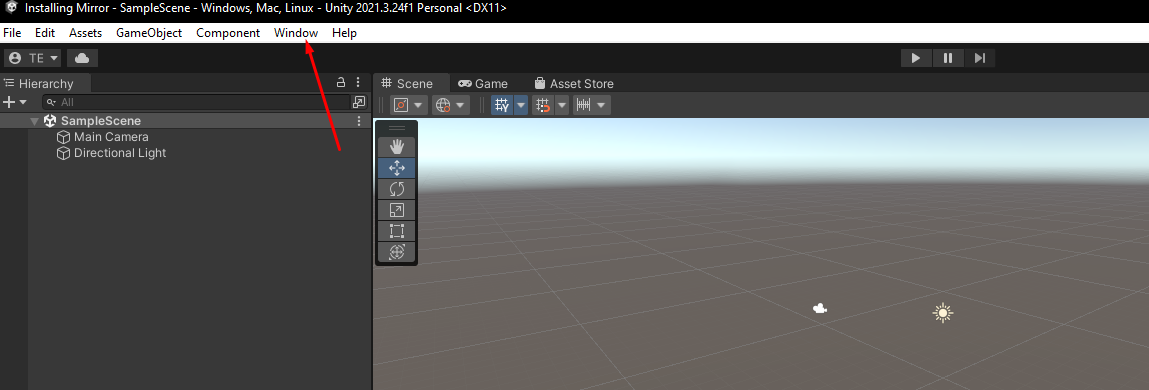 Installing Mirror - SampleScene - Windows, Mac, Linux - Unity 2021.3.24f1 Personal <DX11>
File Edit Assets GameObject Component Window Help
TE
Hierarchy
All
SampleScene
Main Camera
Directional Light
Scene Game Asset Store
Y